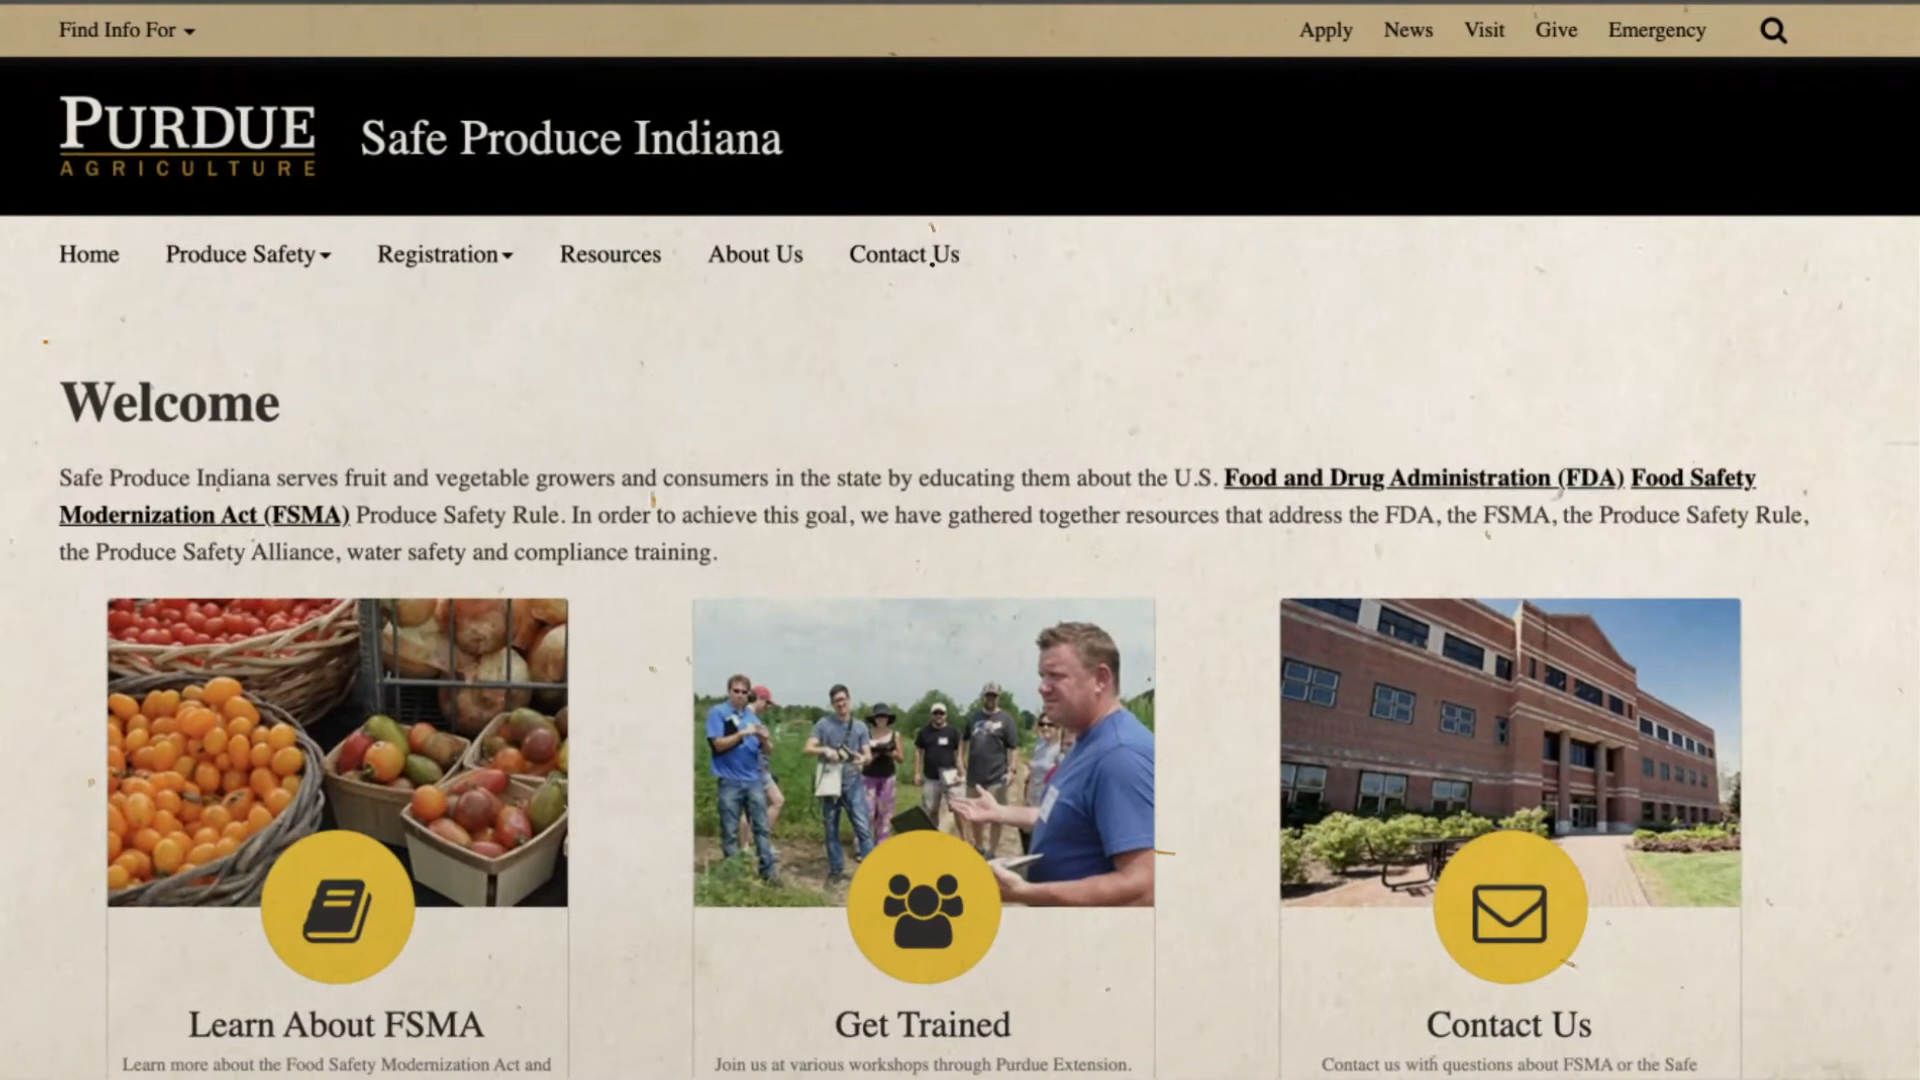 Find Info For
Apply News Visit Give Emergency
PURDUE
AGRICULTURE
Safe Produce Indiana
Home Produce Safety Registration Resources About Us Contact Us
Welcome
Safe Produce Indiana serves fruit and vegetable growers and consumers in the state by educating them about the U.S. Food and Drug Administration (FDA) Food Safety
Modernization Act (FSMA) Produce Safety Rule. In order to achieve this goal, we have gathered together resources that address the FDA, the FSMA, the Produce Safety Rule,
the Produce Safety Alliance, water safety and compliance training.
Learn About FSMA
Learn more about the Food Safety Modernization Act and
Get Trained
Join us at various workshops through Purdue Extension.
Contact Us
Contact us with questions about FSMA or the Safe